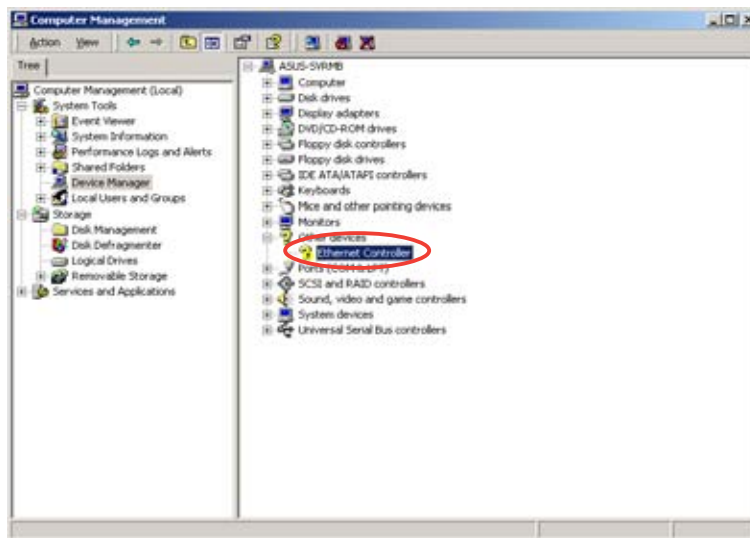 Computer Management
Action View
Tree
Computer Management (Local)
System Tools
Event Viewer
System Information
Performance Logs and Alerts
Shared Folders
Device Manager
Local Users and Groups
Storage
Disk Management
Disk Defragmenter
Logical Drives
Removable Storage
Services and Applications
ASUS-SVRMB
Computer
Disk drives
Display adapters
DVD/CD-ROM drives
Floppy disk controllers
Floppy disk drives
IDE ATA/ATAPI controllers
Keyboards
Mice and other pointing devices
Monitors
Other devices
Ethernet Controller
Ports (COM & LPT)
SCSI and RAID controllers
Sound, video and game controllers
System devices
Universal Serial Bus controllers